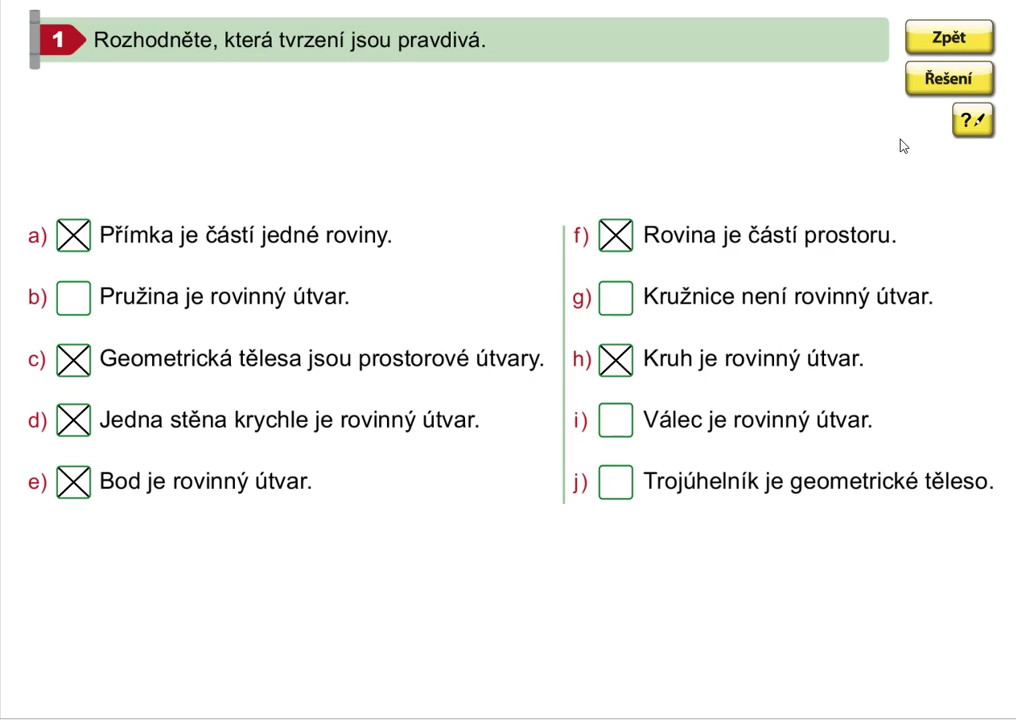 1 Rozhodněte, která tvrzení jsou pravdivá.
Zpět
Řešení
?
a) Přímka je částí jedné roviny.
b) Pružina je rovinný útvar.
c) Geometrická tělesa jsou prostorové útvary.
d) Jedna stěna krychle je rovinný útvar.
e) Bod je rovinný útvar.
f) Rovina je částí prostoru.
g) Kružnice není rovinný útvar.
h) Kruh je rovinný útvar.
i) Válec je rovinný útvar.
j) Trojúhelník je geometrické těleso.